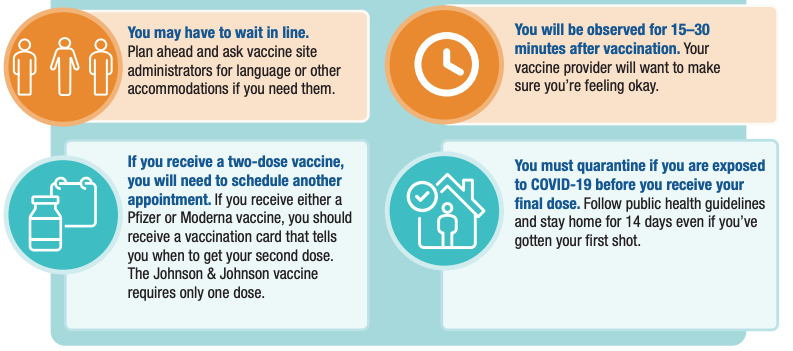 You may have to wait in line.
Plan ahead and ask vaccine site
administrators for language or other
accommodations if you need them.
You will be observed for 15–30
minutes after vaccination. Your
vaccine provider will want to make
sure you're feeling okay.
If you receive a two-dose vaccine,
you will need to schedule another
appointment. If you receive either a
Pfizer or Moderna vaccine, you should
receive a vaccination card that tells
you when to get your second dose.
The Johnson & Johnson vaccine
requires only one dose.
You must quarantine if you are exposed
to COVID-19 before you receive your
final dose. Follow public health guidelines
and stay home for 14 days even if you've
gotten your first shot.